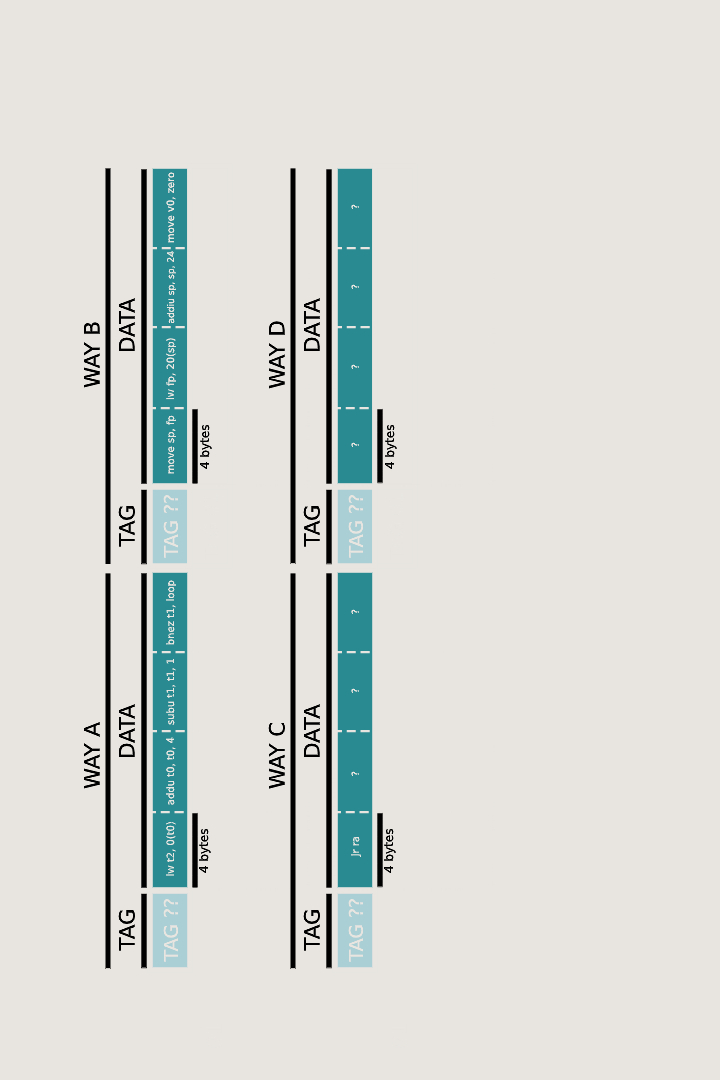 WAY A
TAG
DATA
TAG ??
lw t2, 0(t0)
addu t0, t0, 4
subu t1, t1, 1
bnez t1, loop
4 bytes
WAY B
TAG
DATA
TAG ??
move sp, fp
lw fp, 20(sp)
addiu sp, sp, 24
move v0, zero
4 bytes
WAY C
TAG
DATA
TAG ??
Jr ra
?
?
?
4 bytes
WAY D
TAG
DATA
TAG ??
?
?
?
?
4 bytes